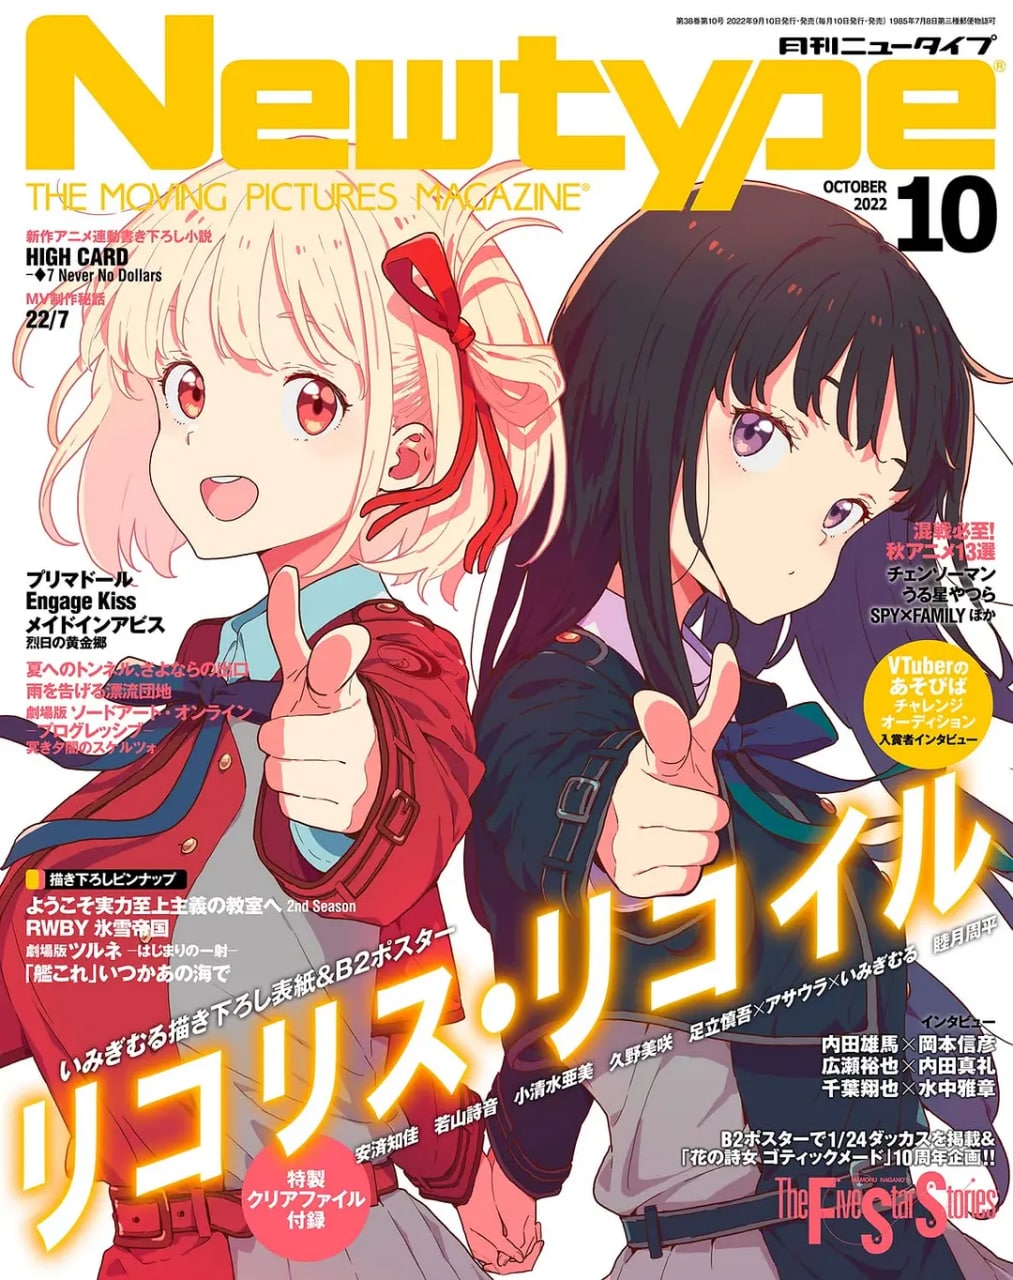 第38巻第10号 2022年9月10日発行・発売(毎月10日発行・発売) 1985年7月8日第三種郵便物認可
月刊ニュータイプ
Newtype®
THE MOVING PICTURES MAGAZINE®
OCTOBER
2022
10
新作アニメ連動書き下ろし小説
HIGH CARD
–♦7 Never No Dollars
MV制作秘話
22/7
混戦必至!
秋アニメ13選
チェンソーマン
うる星やつら
SPY×FAMILY ほか
プリマドール
Engage Kiss
メイドインアビス
烈日の黄金郷
夏へのトンネル、さよならの出口
雨を告げる漂流団地
劇場版 ソードアート・オンライン
―プログレッシブ―
冥き夕闇のスケルツォ
VTuberの
あそびば
チャレンジ
オーディション
入賞者インタビュー
描き下ろしピンナップ
ようこそ実力至上主義の教室へ 2nd Season
RWBY 氷雪帝国
劇場版 ツルネ ―はじまりの一射―
「艦これ」いつかあの海で
いみぎむる描き下ろし表紙&B2ポスター
リコリス・リコイル
安済知佳 若山詩音 小清水亜美 久野美咲 足立慎吾×アサウラ×いみぎむる 睦月周平
インタビュー
内田雄馬×岡本信彦
広瀬裕也×内田真礼
千葉翔也×水中雅章
特製
クリアファイル
付録
B2ポスターで1/24ダッカスを掲載&
「花の詩女 ゴティックメード」10周年企画!!
MAMORU NAGANO'S
The Five Star Stories